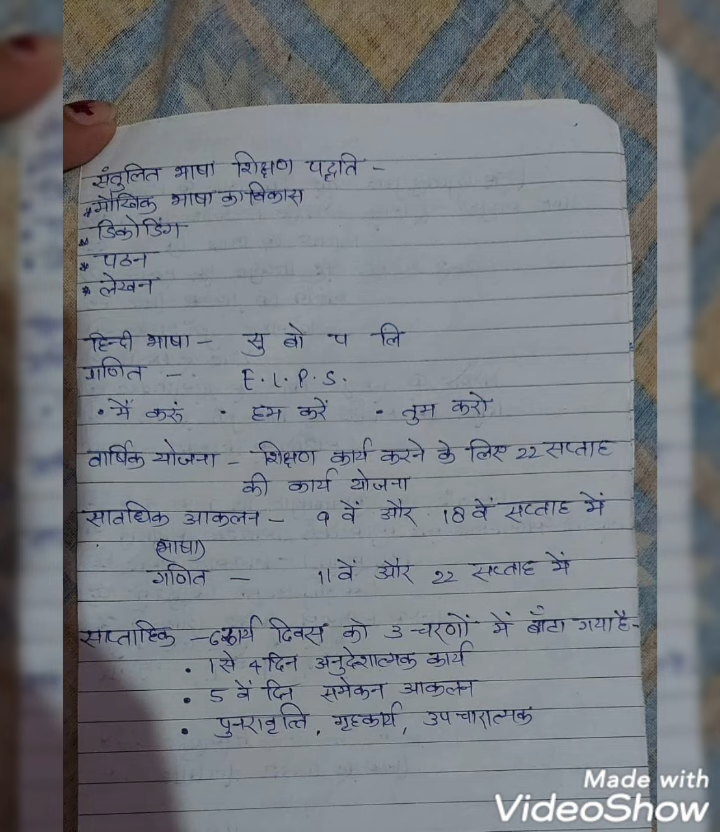 संतुलित भाषा शिक्षण पद्धति -
* मौखिक भाषा का विकास
* डिकोडिंग
* पठन
* लेखन
हिन्दी भाषा - सु बो प लि
गणित - E.L.P.S.
• मैं करूं • हम करें • तुम करो
वार्षिक योजना - शिक्षण कार्य करने के लिए 22 सप्ताह
की कार्य योजना
सावधिक आकलन - 9 वें और 18 वें सप्ताह में
(भाषा)
गणित - 11 वें और 22 सप्ताह में
साप्ताहिक - 6 कार्य दिवस को 3 चरणों में बाँटा गया है-
• 1 से 4 दिन अनुदेशात्मक कार्य
• 5 वें दिन समेकन आकलन
• पुनरावृत्ति, गृहकार्य, उपचारात्मक
Made with
VideoShow